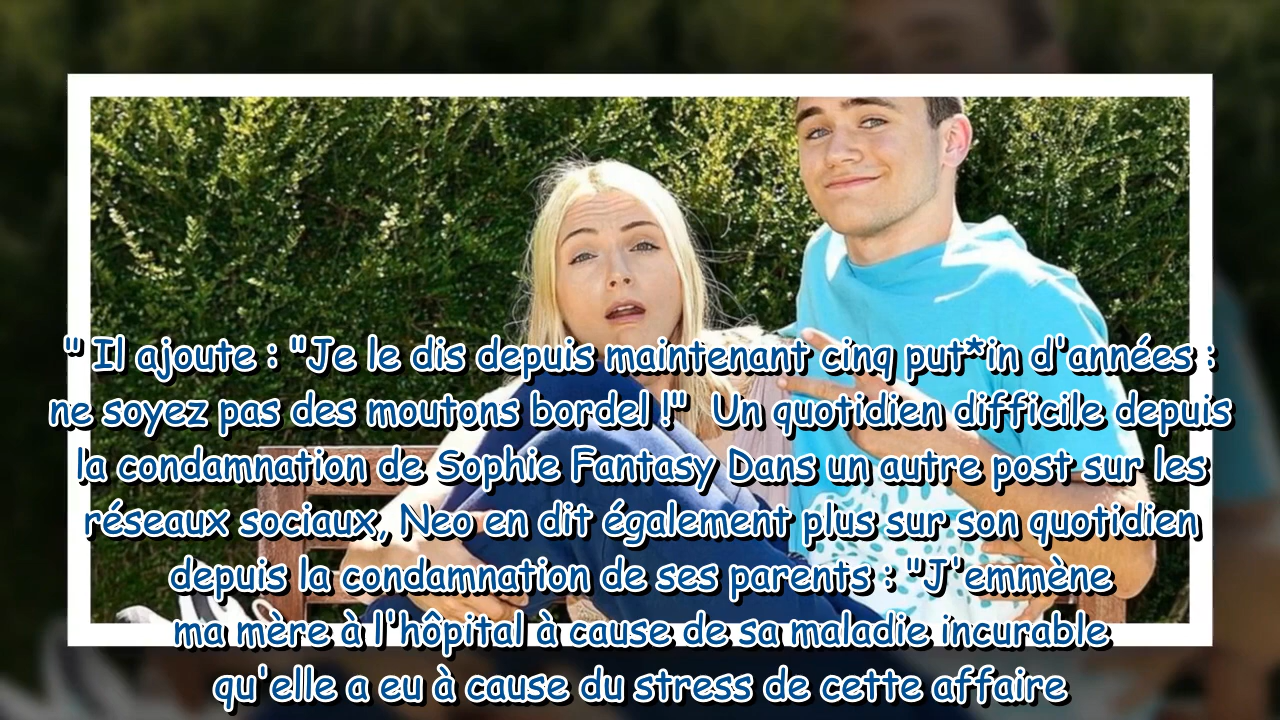 " Il ajoute : "Je le dis depuis maintenant cinq put*in d'années :
ne soyez pas des moutons bordel !"  Un quotidien difficile depuis
la condamnation de Sophie Fantasy Dans un autre post sur les
réseaux sociaux, Neo en dit également plus sur son quotidien
depuis la condamnation de ses parents : "J'emmène
ma mère à l'hôpital à cause de sa maladie incurable
qu'elle a eu à cause du stress de cette affaire